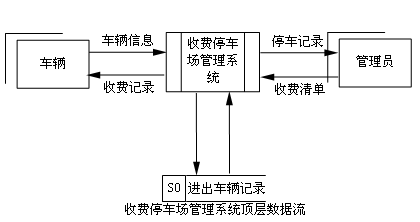 车辆信息
收费停车
场管理系
统
停车记录
车辆
管理员
收费记录
收费清单
S0 进出车辆记录
收费停车场管理系统顶层数据流